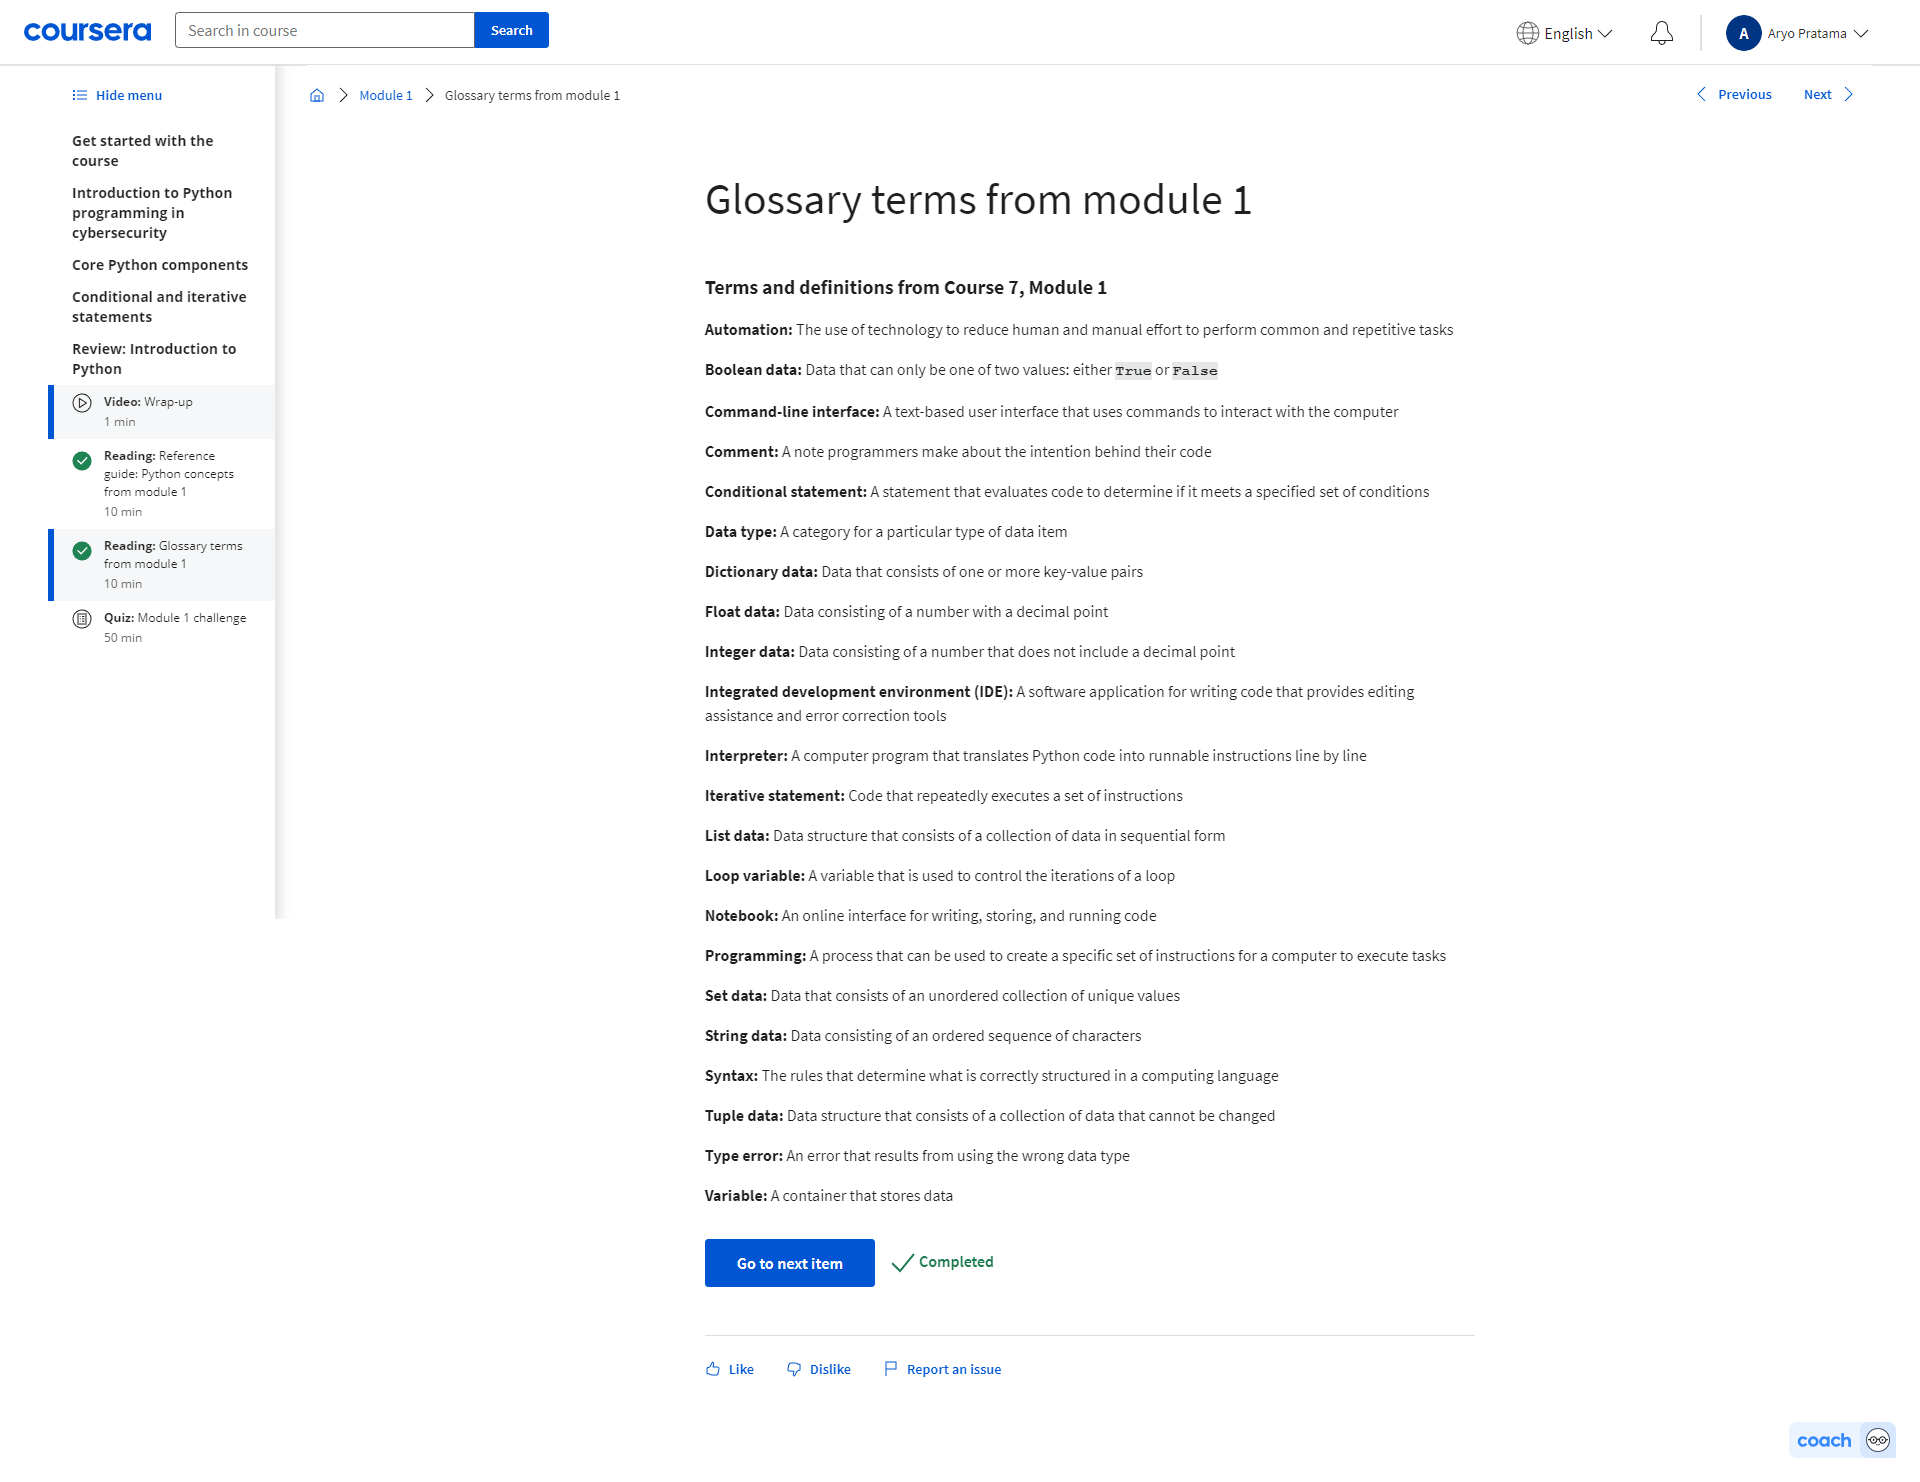 coursera
Search in course
Search
English
A
Aryo Pratama
Hide menu
Get started with the
course
Introduction to Python
programming in
cybersecurity
Core Python components
Conditional and iterative
statements
Review: Introduction to
Python
Video: Wrap-up
1 min
Reading: Reference
guide: Python concepts
from module 1
10 min
Reading: Glossary terms
from module 1
10 min
Quiz: Module 1 challenge
50 min
Module 1
Glossary terms from module 1
Previous
Next
Glossary terms from module 1
Terms and definitions from Course 7, Module 1
Automation: The use of technology to reduce human and manual effort to perform common and repetitive tasks
Boolean data: Data that can only be one of two values: either True or False
Command-line interface: A text-based user interface that uses commands to interact with the computer
Comment: A note programmers make about the intention behind their code
Conditional statement: A statement that evaluates code to determine if it meets a specified set of conditions
Data type: A category for a particular type of data item
Dictionary data: Data that consists of one or more key-value pairs
Float data: Data consisting of a number with a decimal point
Integer data: Data consisting of a number that does not include a decimal point
Integrated development environment (IDE): A software application for writing code that provides editing
assistance and error correction tools
Interpreter: A computer program that translates Python code into runnable instructions line by line
Iterative statement: Code that repeatedly executes a set of instructions
List data: Data structure that consists of a collection of data in sequential form
Loop variable: A variable that is used to control the iterations of a loop
Notebook: An online interface for writing, storing, and running code
Programming: A process that can be used to create a specific set of instructions for a computer to execute tasks
Set data: Data that consists of an unordered collection of unique values
String data: Data consisting of an ordered sequence of characters
Syntax: The rules that determine what is correctly structured in a computing language
Tuple data: Data structure that consists of a collection of data that cannot be changed
Type error: An error that results from using the wrong data type
Variable: A container that stores data
Go to next item
Completed
Like
Dislike
Report an issue
coach